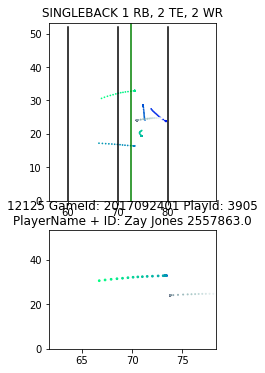 SINGLEBACK 1 RB, 2 TE, 2 WR
50
40
30
20
10
0
60 70 80
12125 GameId: 2017092401 PlayId: 3905
PlayerName + ID: Zay Jones 2557863.0
40
20
0
65 70 75